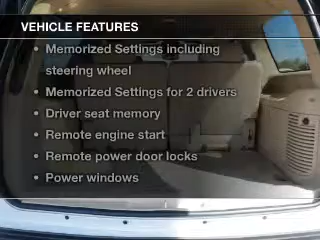 VEHICLE FEATURES
• Memorized Settings including
steering wheel
• Memorized Settings for 2 drivers
• Driver seat memory
• Remote engine start
• Remote power door locks
• Power windows